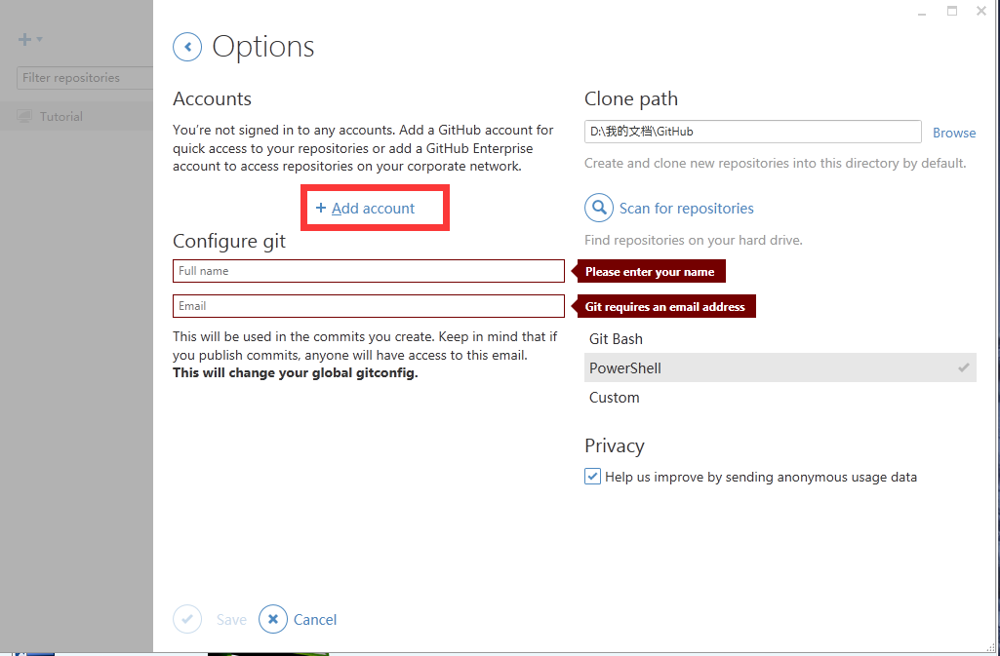 Options
Filter repositories
Tutorial
Accounts
You're not signed in to any accounts. Add a GitHub account for
quick access to your repositories or add a GitHub Enterprise
account to access repositories on your corporate network.
+ Add account
Configure git
Full name
Email
This will be used in the commits you create. Keep in mind that if
you publish commits, anyone will have access to this email.
This will change your global gitconfig.
Clone path
D:\我的文档\GitHub
Browse
Create and clone new repositories into this directory by default.
Scan for repositories
Find repositories on your hard drive.
Please enter your name
Git requires an email address
Git Bash
PowerShell
Custom
Privacy
Help us improve by sending anonymous usage data
Save
Cancel